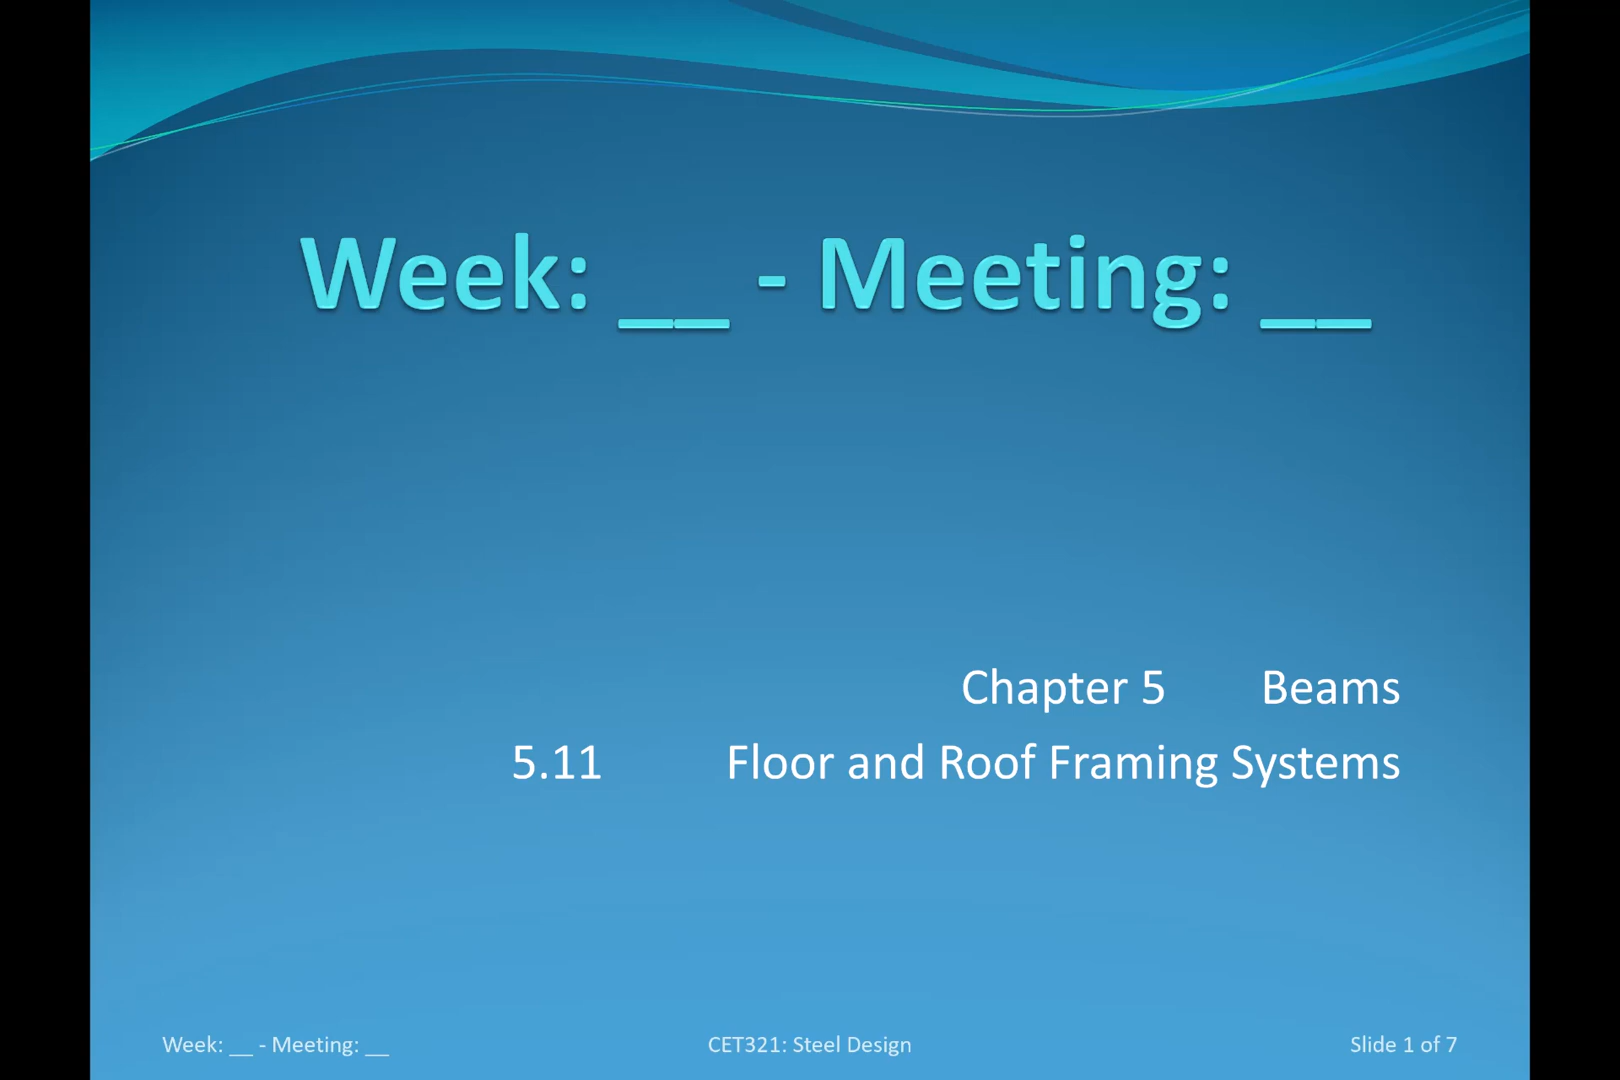 Week: __ - Meeting: __
Chapter 5 Beams
5.11 Floor and Roof Framing Systems
Week: __ - Meeting: __ CET321: Steel Design Slide 1 of 7